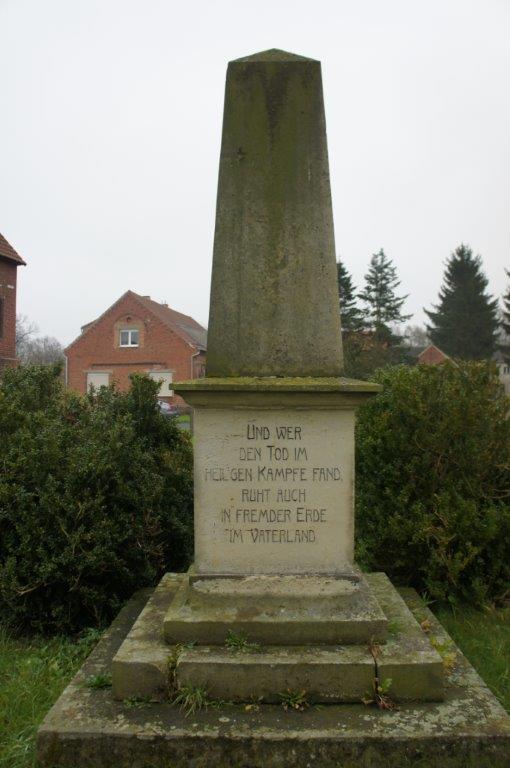 UND WER
DEN TOD IM
HEIL'GEN KAMPFE FAND,
RUHT AUCH
IN FREMDER ERDE
IM VATERLAND